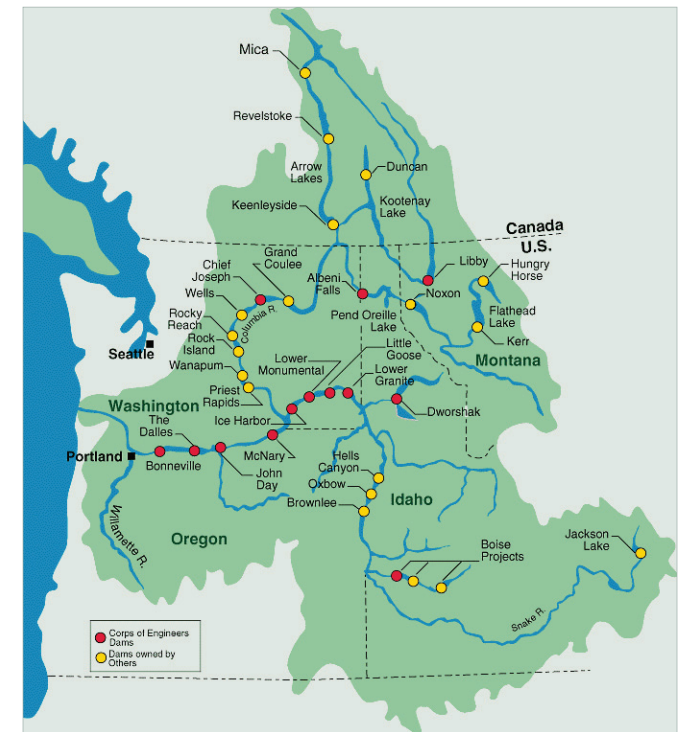 Mica
Revelstoke
Arrow
Lakes
Duncan
Kootenay
Lake
Keenleyside
Canada
U.S.
Grand
Coulee
Chief
Joseph
Albeni
Falls
Libby
Hungry
Horse
Wells
Noxon
Columbia R.
Rocky
Reach
Pend Oreille
Lake
Flathead
Lake
Rock
Island
Kerr
Seattle
Little
Goose
Lower
Monumental
Montana
Wanapum
Lower
Granite
Priest
Rapids
Washington
Ice Harbor
Dworshak
The
Dalles
Portland
Bonneville
McNary
John
Day
Hells
Canyon
Oxbow
Brownlee
Idaho
Willamette R.
Oregon
Boise
Projects
Jackson
Lake
Snake R.
Corps of Engineers
Dams
Dams owned by
Others